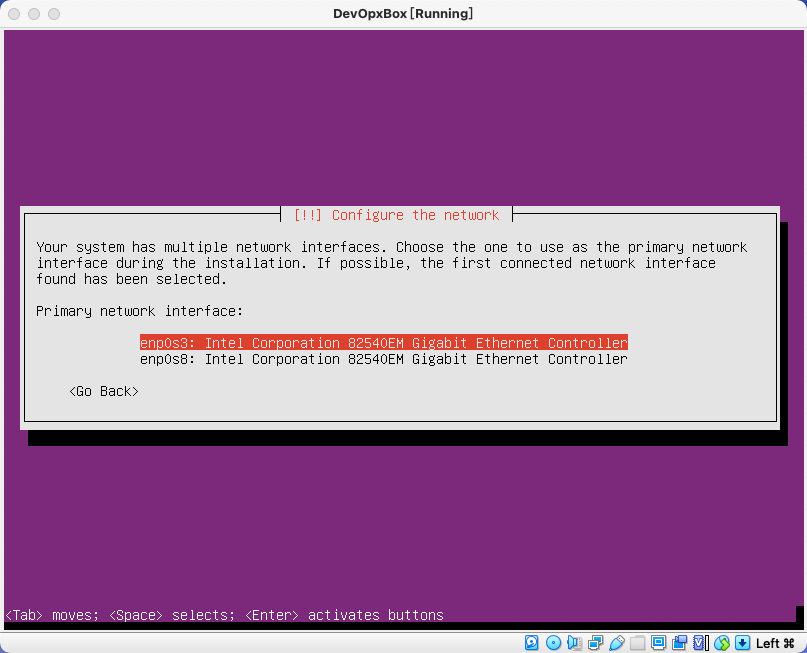 DevOpxBox [Running]
[!!] Configure the network
Your system has multiple network interfaces. Choose the one to use as the primary network
interface during the installation. If possible, the first connected network interface
found has been selected.
Primary network interface:
enp0s3: Intel Corporation 82540EM Gigabit Ethernet Controller
enp0s8: Intel Corporation 82540EM Gigabit Ethernet Controller
<Go Back>
<Tab> moves; <Space> selects; <Enter> activates buttons
Left ⌘